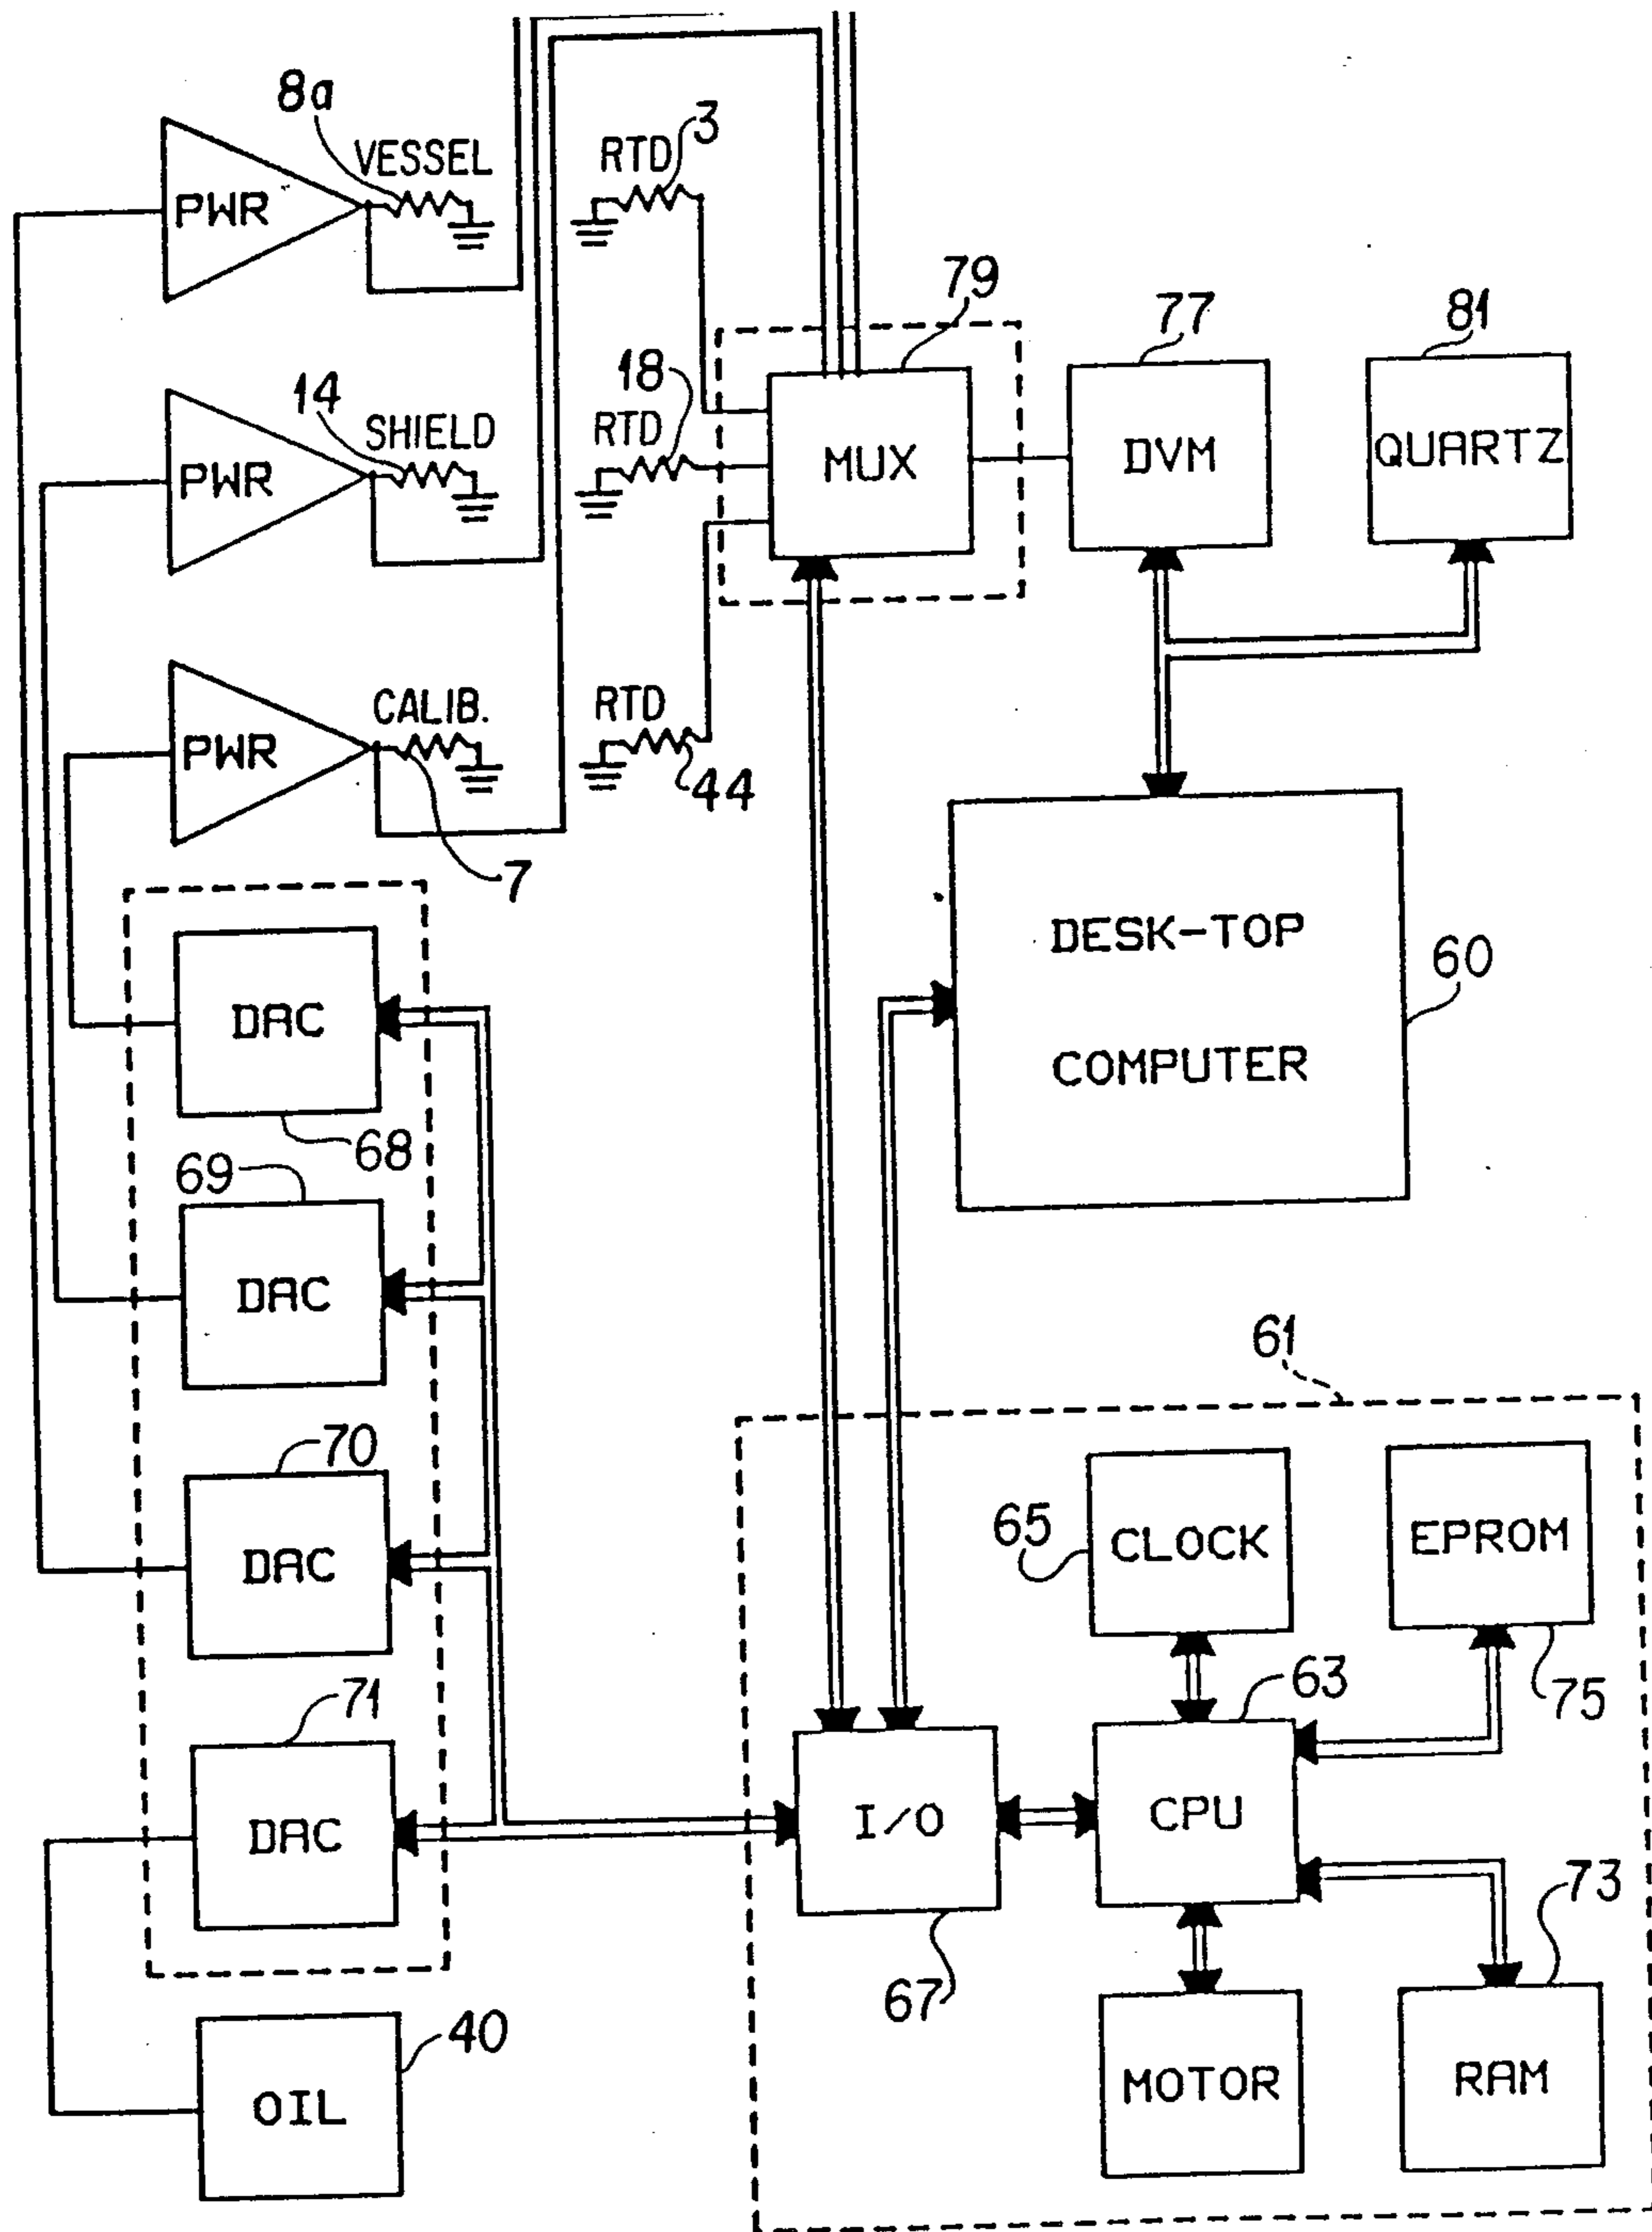 8a
VESSEL
PWR
RTD
3
79
77
81
14
SHIELD
PWR
18
RTD
MUX
DVM
QUARTZ
CALIB.
PWR
7
RTD
44
DESK-TOP
COMPUTER
60
DAC
68
69
DAC
70
DAC
71
DAC
OIL
40
61
65
CLOCK
EPROM
75
63
I/O
CPU
67
73
MOTOR
RAM